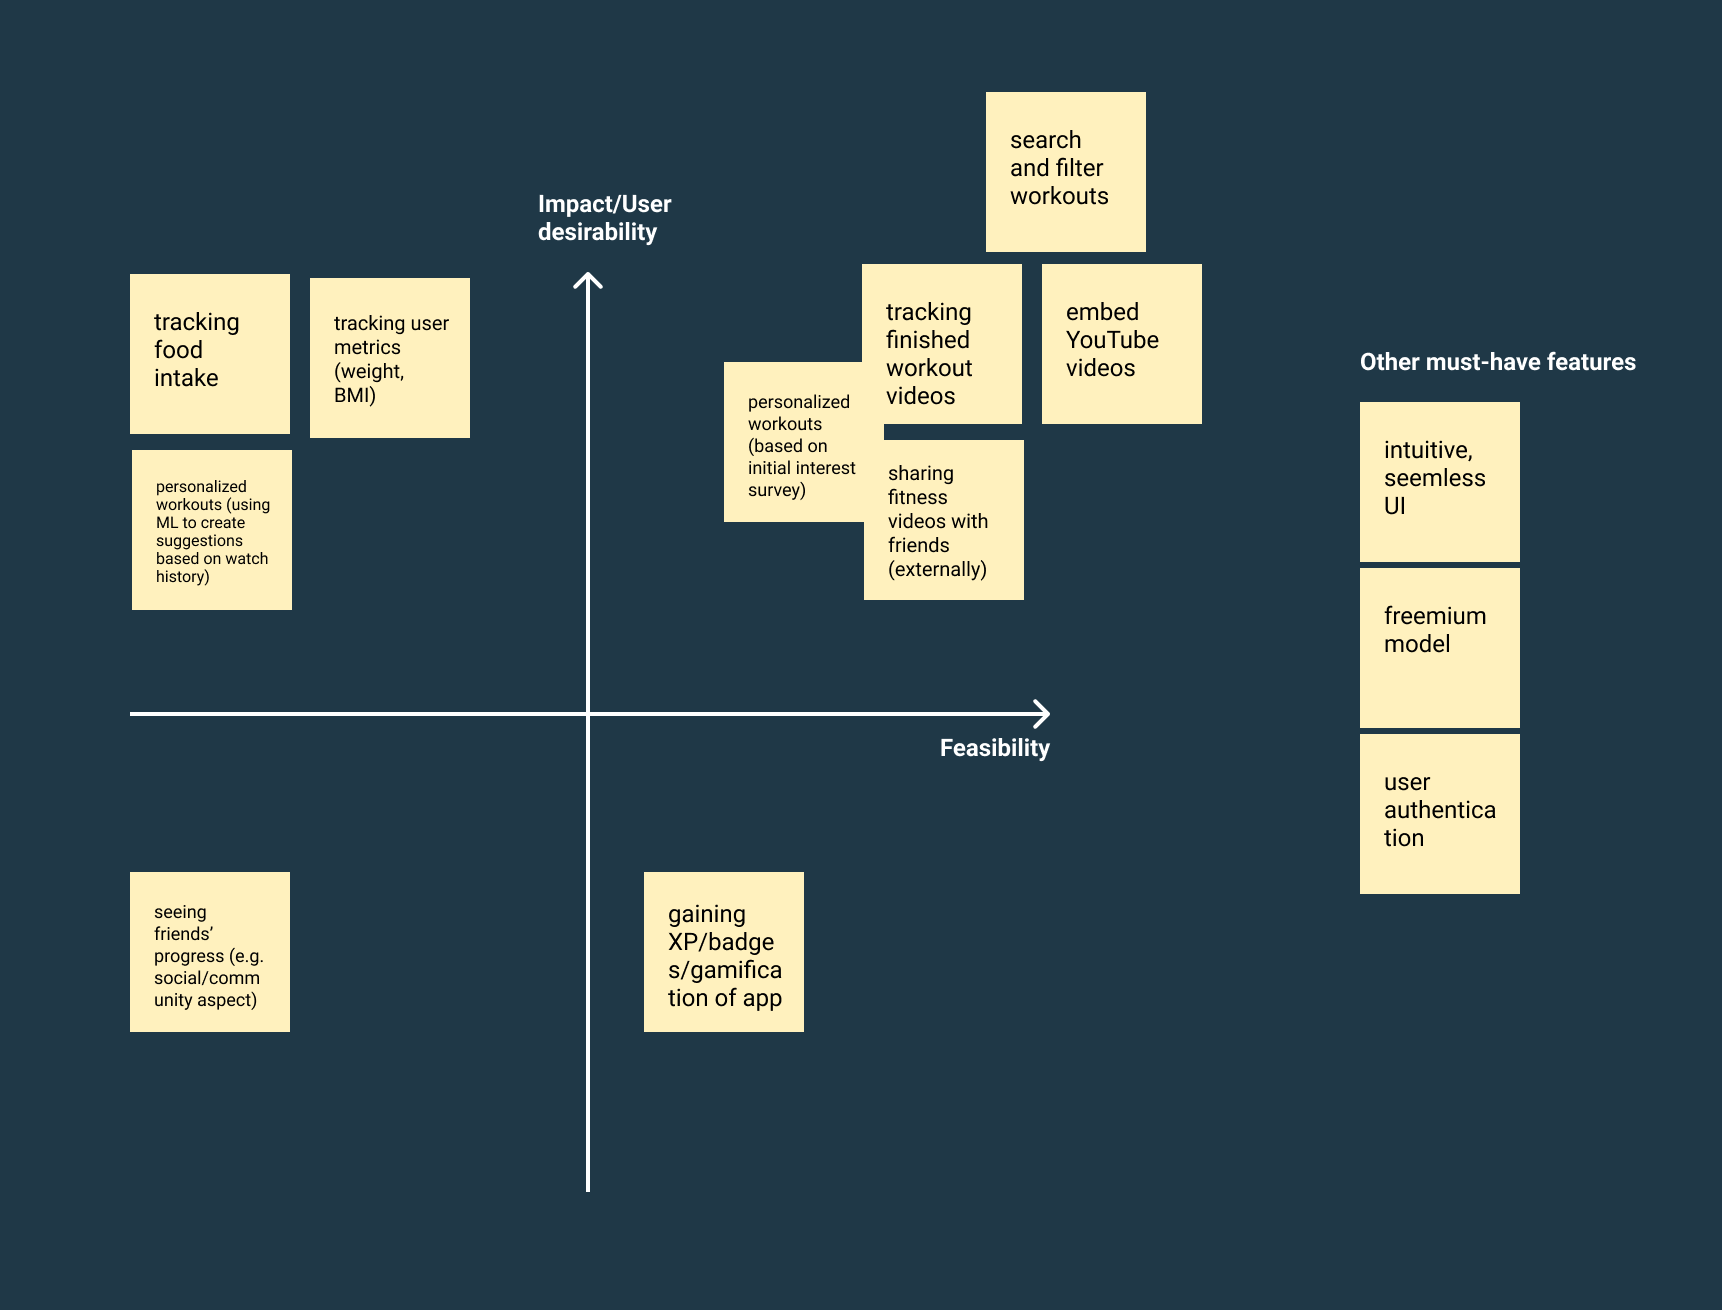 search
and filter
workouts
Impact/User
desirability
tracking
food
intake
tracking user
metrics
(weight,
BMI)
tracking
finished
workout
videos
embed
YouTube
videos
personalized
workouts
(based on
initial interest
survey)
personalized
workouts (using
ML to create
suggestions
based on watch
history)
sharing
fitness
videos with
friends
(externally)
Other must-have features
intuitive,
seemless
UI
freemium
model
user
authentica
tion
Feasibility
seeing
friends’
progress (e.g.
social/comm
unity aspect)
gaining
XP/badge
s/gamifica
tion of app